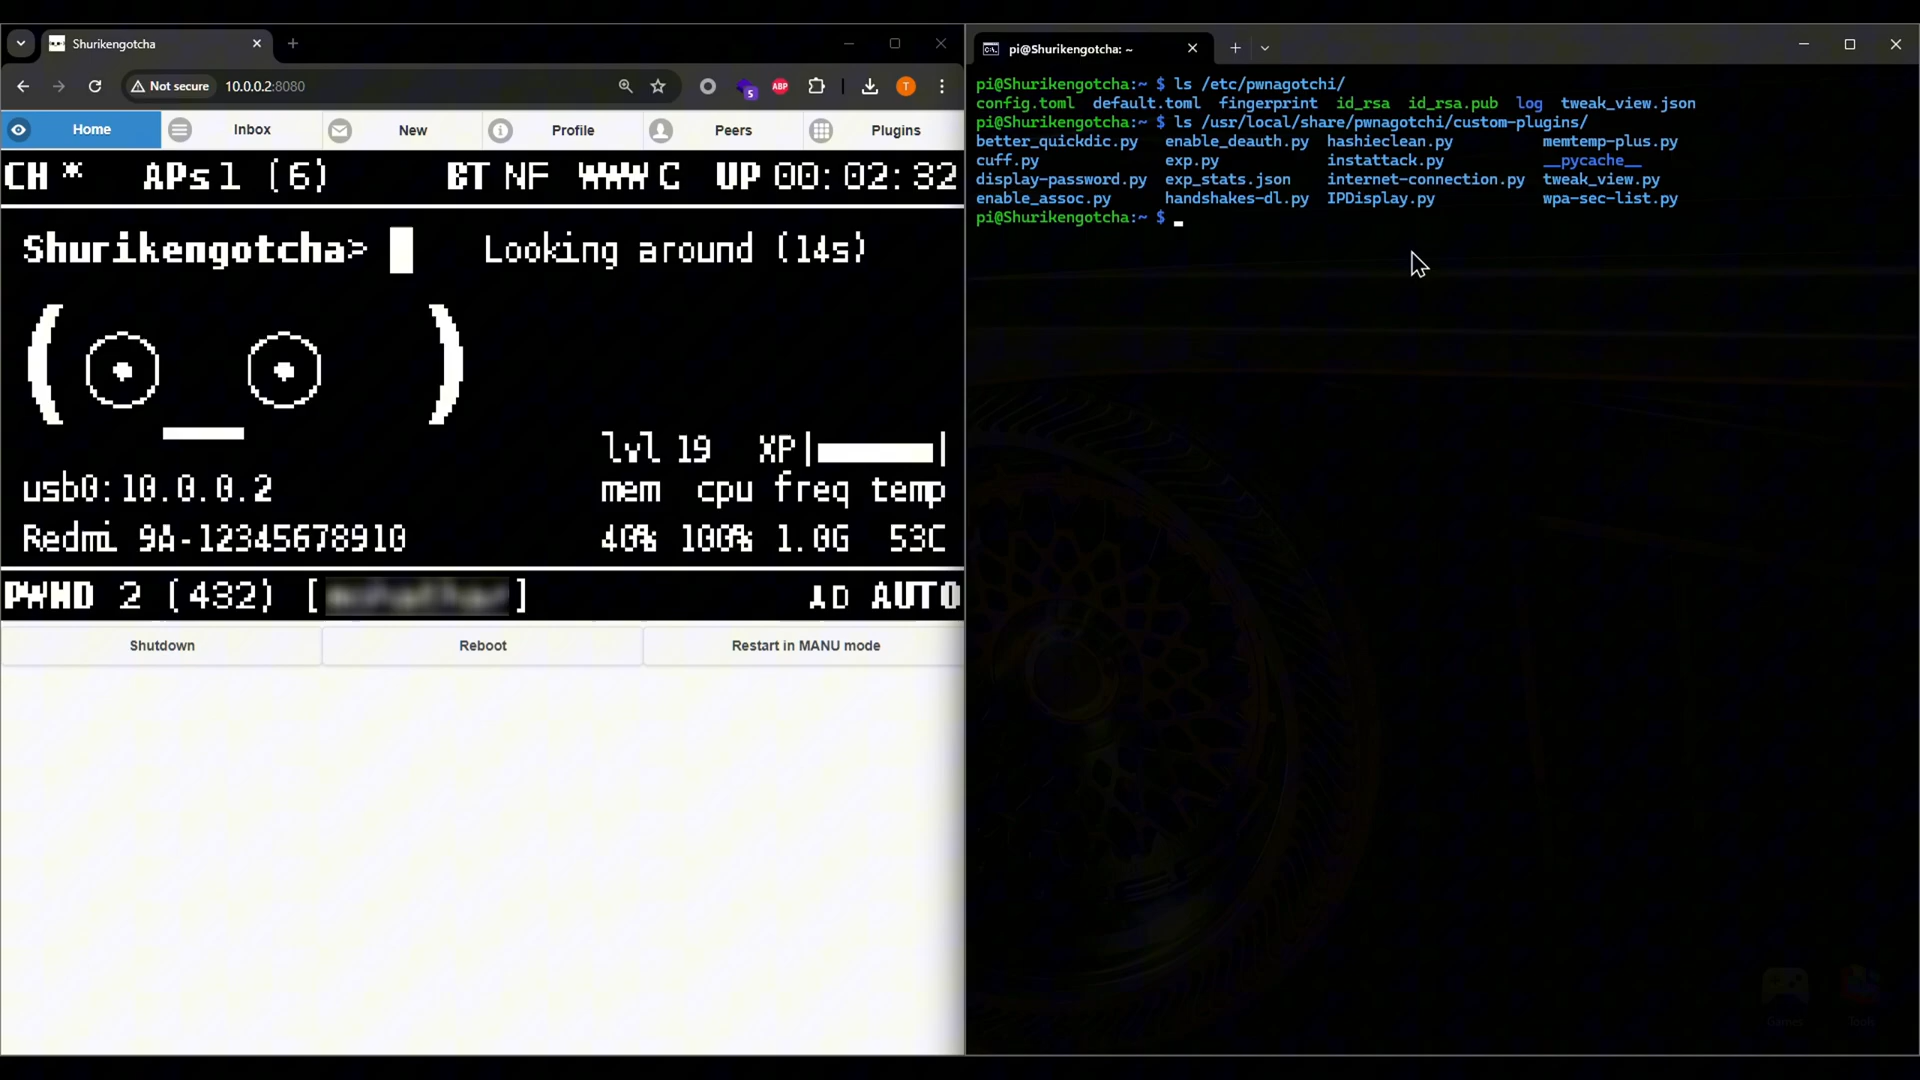 Shurikengotcha
Not secure 10.0.0.2:8080
5
ABP
T
Home Inbox New Profile Peers Plugins
CH * APs 1 (6) BT NF WWW C UP 00:02:32
Shurikengotcha> Looking around (14s)
lvl 19 XP
usb0:10.0.0.2 mem cpu freq temp
Redmi 9A-12345678910 40% 100% 1.0G 53C
PWND 2 (432) [ ] AUTO
Shutdown Reboot Restart in MANU mode
pi@Shurikengotcha: ~
pi@Shurikengotcha:~ $ ls /etc/pwnagotchi/
config.toml default.toml fingerprint id_rsa id_rsa.pub log tweak_view.json
pi@Shurikengotcha:~ $ ls /usr/local/share/pwnagotchi/custom-plugins/
better_quickdic.py enable_deauth.py hashieclean.py memtemp-plus.py
cuff.py exp.py instattack.py __pycache__
display-password.py exp_stats.json internet-connection.py tweak_view.py
enable_assoc.py handshakes-dl.py IPDisplay.py wpa-sec-list.py
pi@Shurikengotcha:~ $
Games Tools